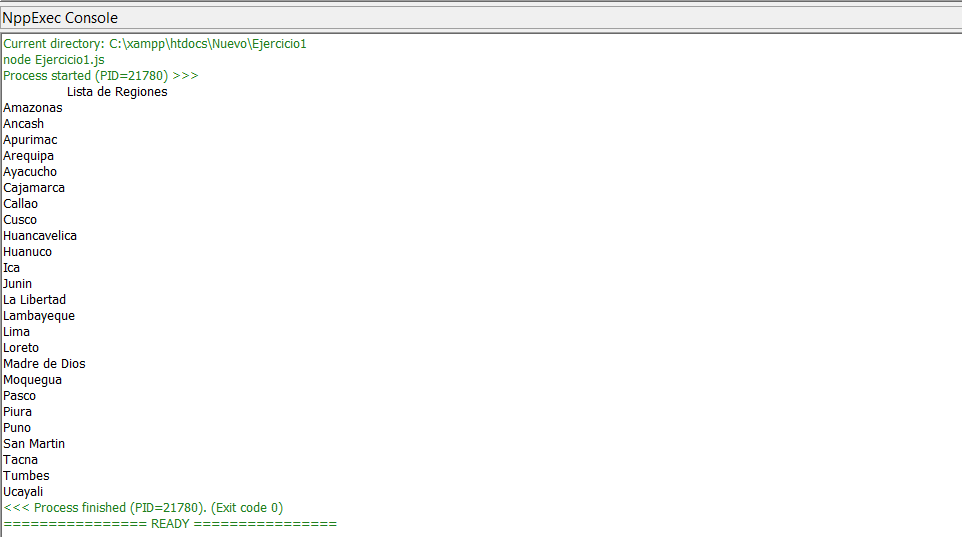 NppExec Console
Current directory: C:\xampp\htdocs\Nuevo\Ejercicio1
node Ejercicio1.js
Process started (PID=21780) >>>
Lista de Regiones
Amazonas
Ancash
Apurimac
Arequipa
Ayacucho
Cajamarca
Callao
Cusco
Huancavelica
Huanuco
Ica
Junin
La Libertad
Lambayeque
Lima
Loreto
Madre de Dios
Moquegua
Pasco
Piura
Puno
San Martin
Tacna
Tumbes
Ucayali
<<< Process finished (PID=21780). (Exit code 0)
================ READY ================